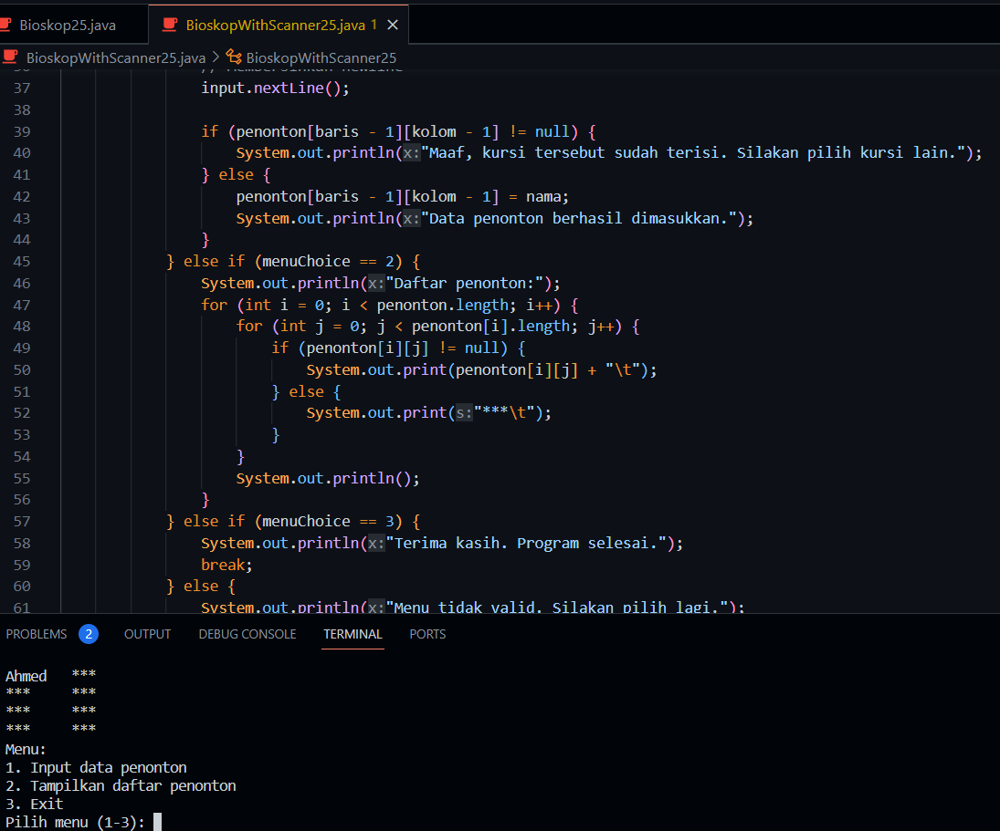 Bioskop25.java
BioskopWithScanner25.java 1
BioskopWithScanner25.java > BioskopWithScanner25
36 // Membersihkan newline
37 input.nextLine();
38
39 if (penonton[baris - 1][kolom - 1] != null) {
40 System.out.println(x:"Maaf, kursi tersebut sudah terisi. Silakan pilih kursi lain.");
41 } else {
42 penonton[baris - 1][kolom - 1] = nama;
43 System.out.println(x:"Data penonton berhasil dimasukkan.");
44 }
45 } else if (menuChoice == 2) {
46 System.out.println(x:"Daftar penonton:");
47 for (int i = 0; i < penonton.length; i++) {
48 for (int j = 0; j < penonton[i].length; j++) {
49 if (penonton[i][j] != null) {
50 System.out.print(penonton[i][j] + "\t");
51 } else {
52 System.out.print(s:"***\t");
53 }
54 }
55 System.out.println();
56 }
57 } else if (menuChoice == 3) {
58 System.out.println(x:"Terima kasih. Program selesai.");
59 break;
60 } else {
61 System.out.println(x:"Menu tidak valid. Silakan pilih lagi.");
PROBLEMS 2 OUTPUT DEBUG CONSOLE TERMINAL PORTS
Ahmed ***
*** ***
*** ***
*** ***
Menu:
1. Input data penonton
2. Tampilkan daftar penonton
3. Exit
Pilih menu (1-3):